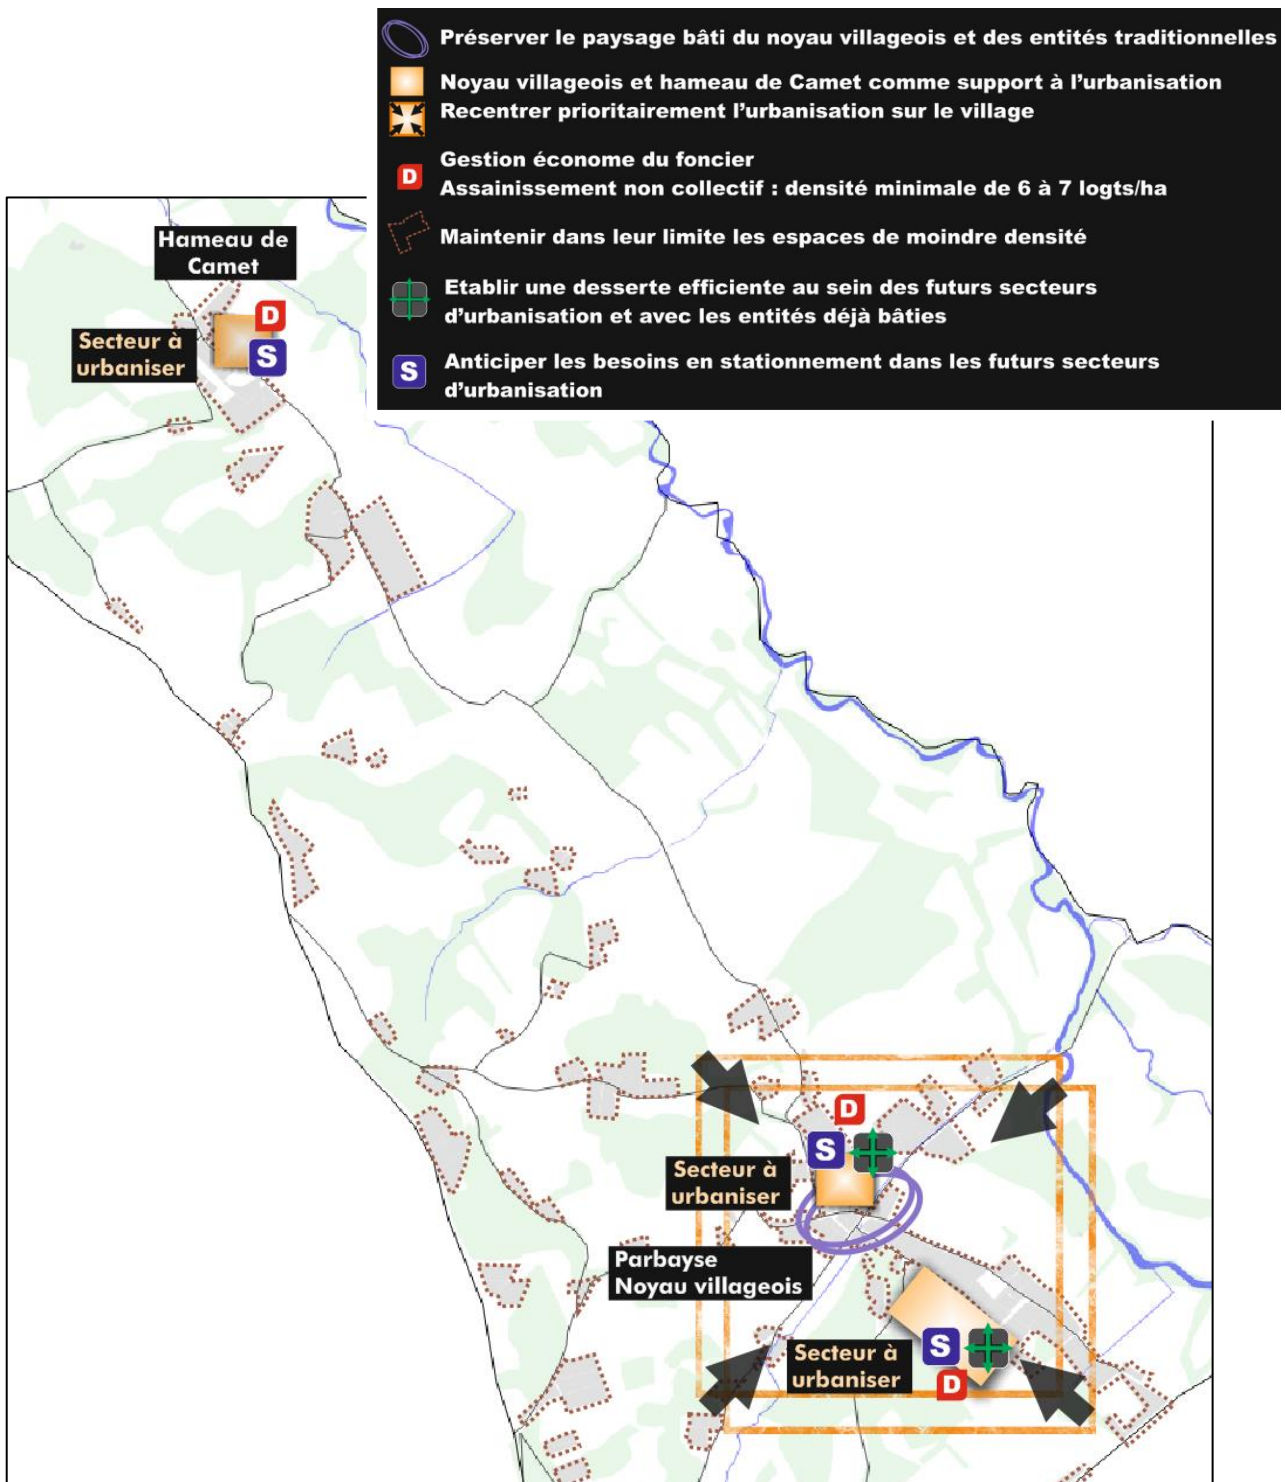 Préserver le paysage bâti du noyau villageois et des entités traditionnelles
Noyau villageois et hameau de Camet comme support à l'urbanisation
Recentrer prioritairement l'urbanisation sur le village
D
Gestion économe du foncier
Assainissement non collectif : densité minimale de 6 à 7 logts/ha
Maintenir dans leur limite les espaces de moindre densité
Etablir une desserte efficiente au sein des futurs secteurs
d'urbanisation et avec les entités déjà bâties
S
Anticiper les besoins en stationnement dans les futurs secteurs
d'urbanisation
Hameau de
Camet
D
S
Secteur à
urbaniser
D
S
Secteur à
urbaniser
Parbayse
Noyau villageois
S
Secteur à
urbaniser
D